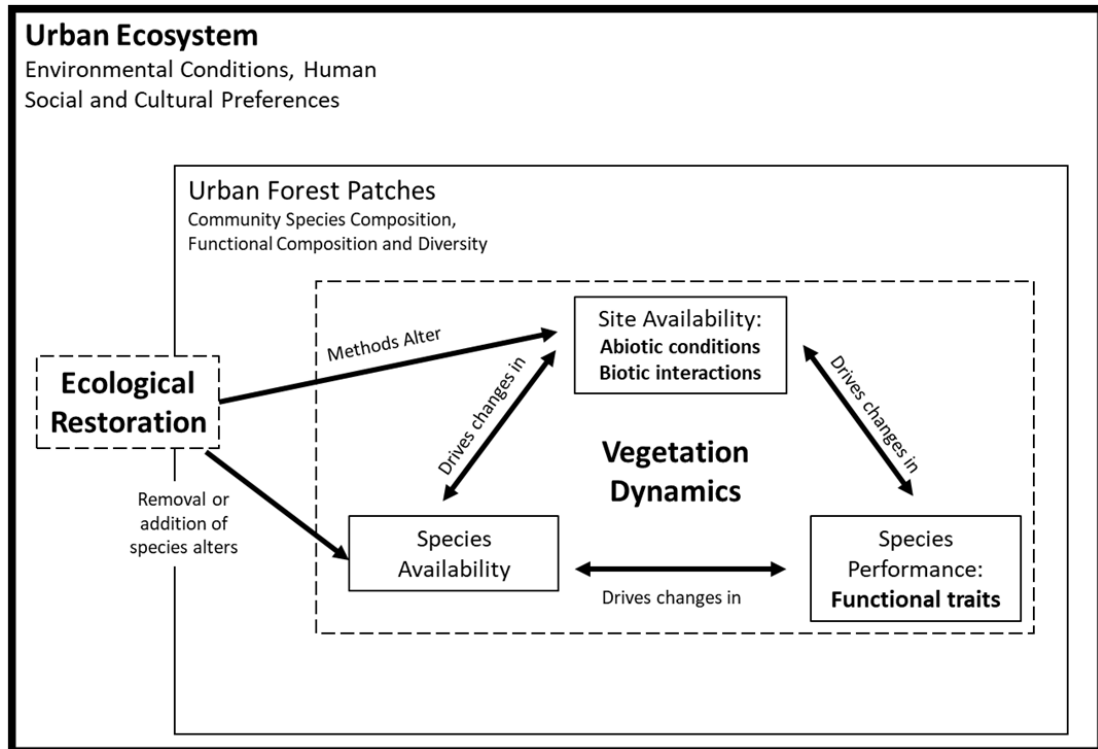 Urban Ecosystem
Environmental Conditions, Human
Social and Cultural Preferences
Urban Forest Patches
Community Species Composition,
Functional Composition and Diversity
Ecological
Restoration
Methods Alter
Removal or
addition of
species alters
Site Availability:
Abiotic conditions
Biotic interactions
Drives changes in
Drives changes in
Vegetation
Dynamics
Species
Availability
Drives changes in
Species
Performance:
Functional traits